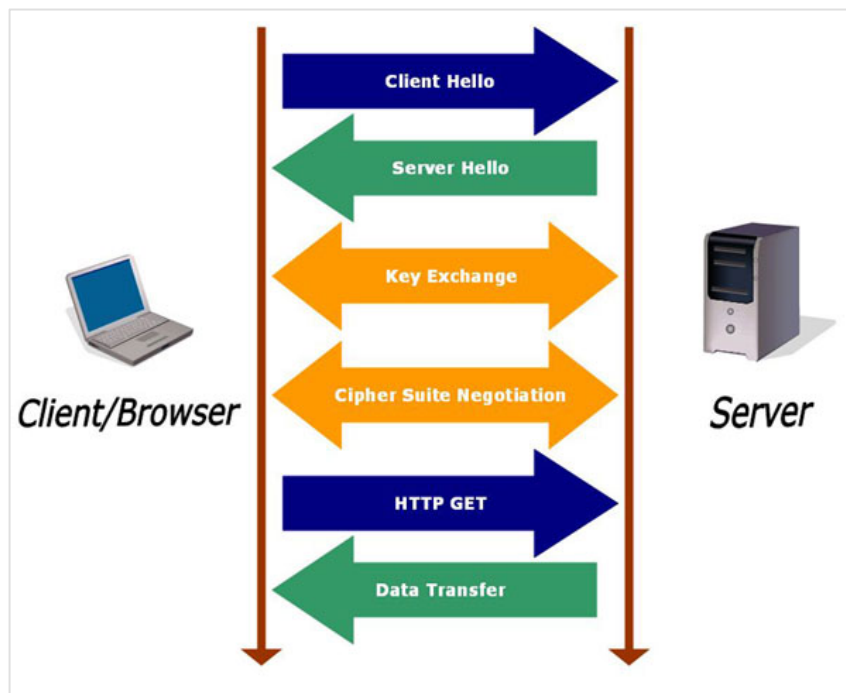 Client Hello
Server Hello
Key Exchange
Cipher Suite Negotiation
Client/Browser
Server
HTTP GET
Data Transfer